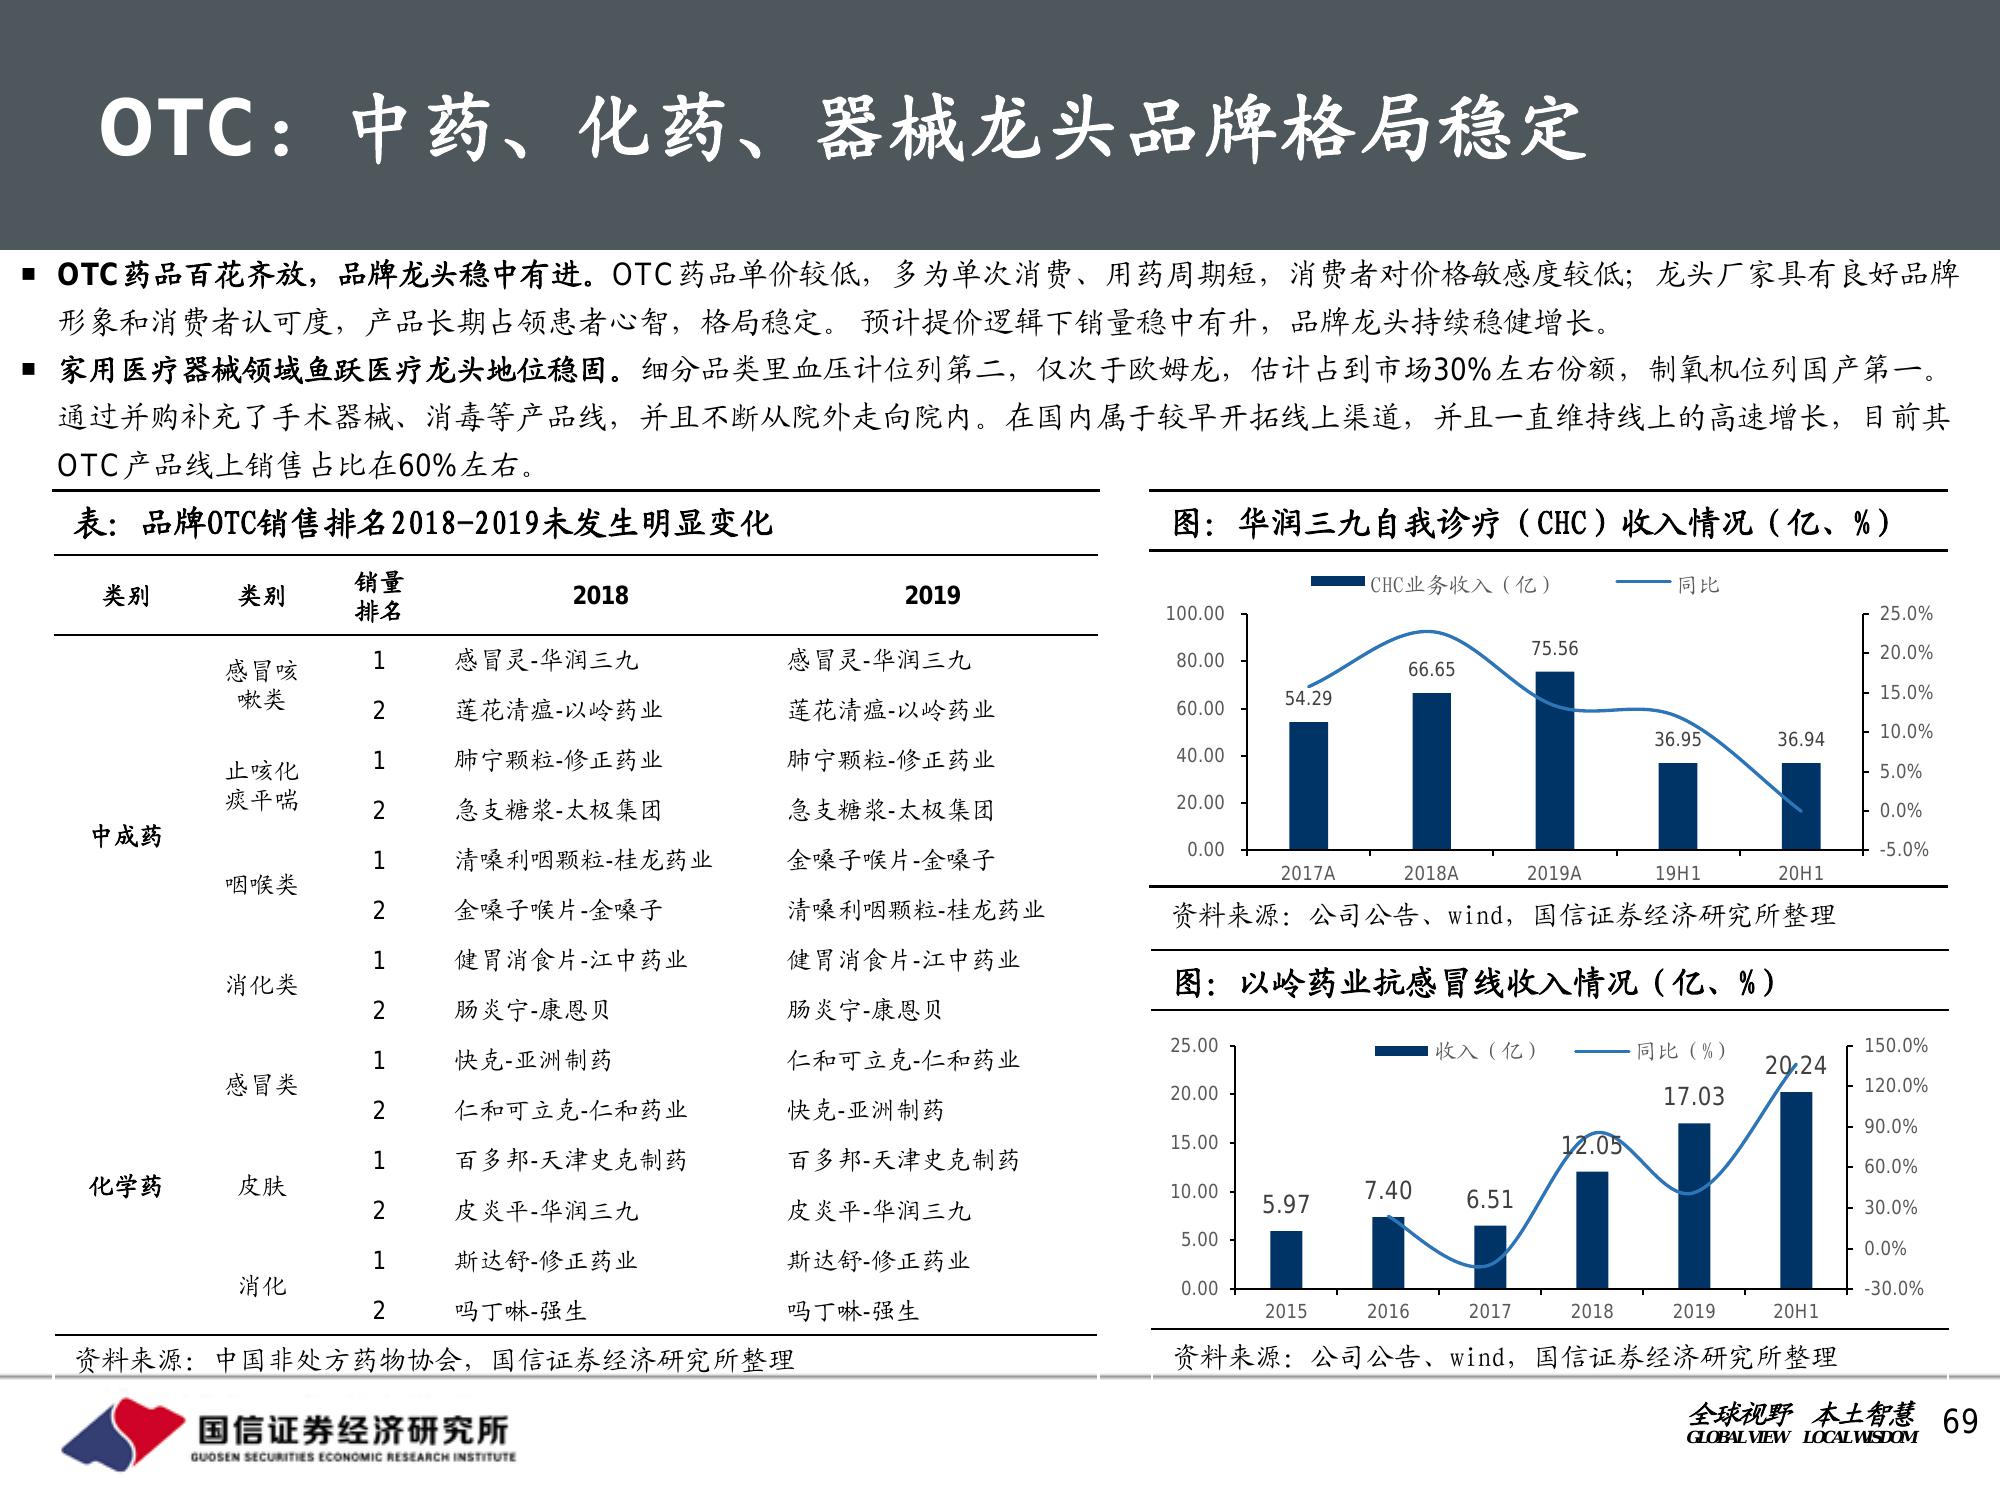 OTC：中药、化药、器械龙头品牌格局稳定
■ OTC药品百花齐放，品牌龙头稳中有进。OTC药品单价较低，多为单次消费、用药周期短，消费者对价格敏感度较低；龙头厂家具有良好品牌
形象和消费者认可度，产品长期占领患者心智，格局稳定。 预计提价逻辑下销量稳中有升，品牌龙头持续稳健增长。
■ 家用医疗器械领域鱼跃医疗龙头地位稳固。细分品类里血压计位列第二，仅次于欧姆龙，估计占到市场30%左右份额，制氧机位列国产第一。
通过并购补充了手术器械、消毒等产品线，并且不断从院外走向院内。在国内属于较早开拓线上渠道，并且一直维持线上的高速增长，目前其
OTC产品线上销售占比在60%左右。
表：品牌OTC销售排名2018-2019未发生明显变化
类别 类别 销量 2018 2019
排名
中成药
感冒咳
嗽类
1 感冒灵-华润三九 感冒灵-华润三九
2 莲花清瘟-以岭药业 莲花清瘟-以岭药业
止咳化
痰平喘
1 肺宁颗粒-修正药业 肺宁颗粒-修正药业
2 急支糖浆-太极集团 急支糖浆-太极集团
咽喉类
1 清嗓利咽颗粒-桂龙药业 金嗓子喉片-金嗓子
2 金嗓子喉片-金嗓子 清嗓利咽颗粒-桂龙药业
消化类
1 健胃消食片-江中药业 健胃消食片-江中药业
2 肠炎宁-康恩贝 肠炎宁-康恩贝
化学药
感冒类
1 快克-亚洲制药 仁和可立克-仁和药业
2 仁和可立克-仁和药业 快克-亚洲制药
皮肤
1 百多邦-天津史克制药 百多邦-天津史克制药
2 皮炎平-华润三九 皮炎平-华润三九
消化
1 斯达舒-修正药业 斯达舒-修正药业
2 吗丁啉-强生 吗丁啉-强生
资料来源：中国非处方药物协会，国信证券经济研究所整理
图：华润三九自我诊疗（CHC）收入情况（亿、%）
CHC业务收入（亿） 同比
100.00 25.0%
80.00 20.0%
60.00 15.0%
40.00 10.0%
20.00 5.0%
0.00 0.0%
-5.0%
54.29 66.65 75.56 36.95 36.94
2017A 2018A 2019A 19H1 20H1
资料来源：公司公告、wind，国信证券经济研究所整理
图：以岭药业抗感冒线收入情况（亿、%）
收入（亿） 同比（%）
25.00 150.0%
20.00 120.0%
15.00 90.0%
10.00 60.0%
5.00 30.0%
0.00 0.0%
-30.0%
5.97 7.40 6.51 12.05 17.03 20.24
2015 2016 2017 2018 2019 20H1
资料来源：公司公告、wind，国信证券经济研究所整理
国信证券经济研究所
GUOSEN SECURITIES ECONOMIC RESEARCH INSTITUTE
全球视野 本土智慧
GLOBAL VIEW LOCAL WISDOM
69